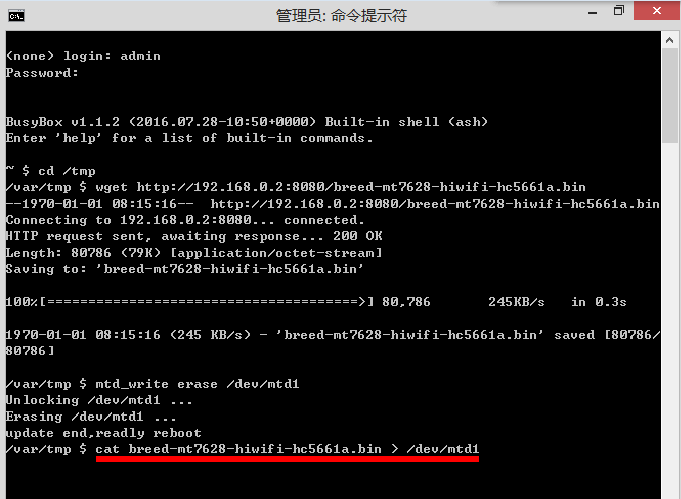 管理员: 命令提示符
(none) login: admin
Password:
BusyBox v1.1.2 (2016.07.28-10:50+0000) Built-in shell (ash)
Enter 'help' for a list of built-in commands.
~ $ cd /tmp
/var/tmp $ wget http://192.168.0.2:8080/breed-mt7628-hiwifi-hc5661a.bin
--1970-01-01 08:15:16--  http://192.168.0.2:8080/breed-mt7628-hiwifi-hc5661a.bin
Connecting to 192.168.0.2:8080... connected.
HTTP request sent, awaiting response... 200 OK
Length: 80786 (79K) [application/octet-stream]
Saving to: 'breed-mt7628-hiwifi-hc5661a.bin'
100%[======================================>] 80,786       245KB/s   in 0.3s
1970-01-01 08:15:16 (245 KB/s) - 'breed-mt7628-hiwifi-hc5661a.bin' saved [80786/
80786]
/var/tmp $ mtd_write erase /dev/mtd1
Unlocking /dev/mtd1 ...
Erasing /dev/mtd1 ...
update end,readly reboot
/var/tmp $ cat breed-mt7628-hiwifi-hc5661a.bin > /dev/mtd1